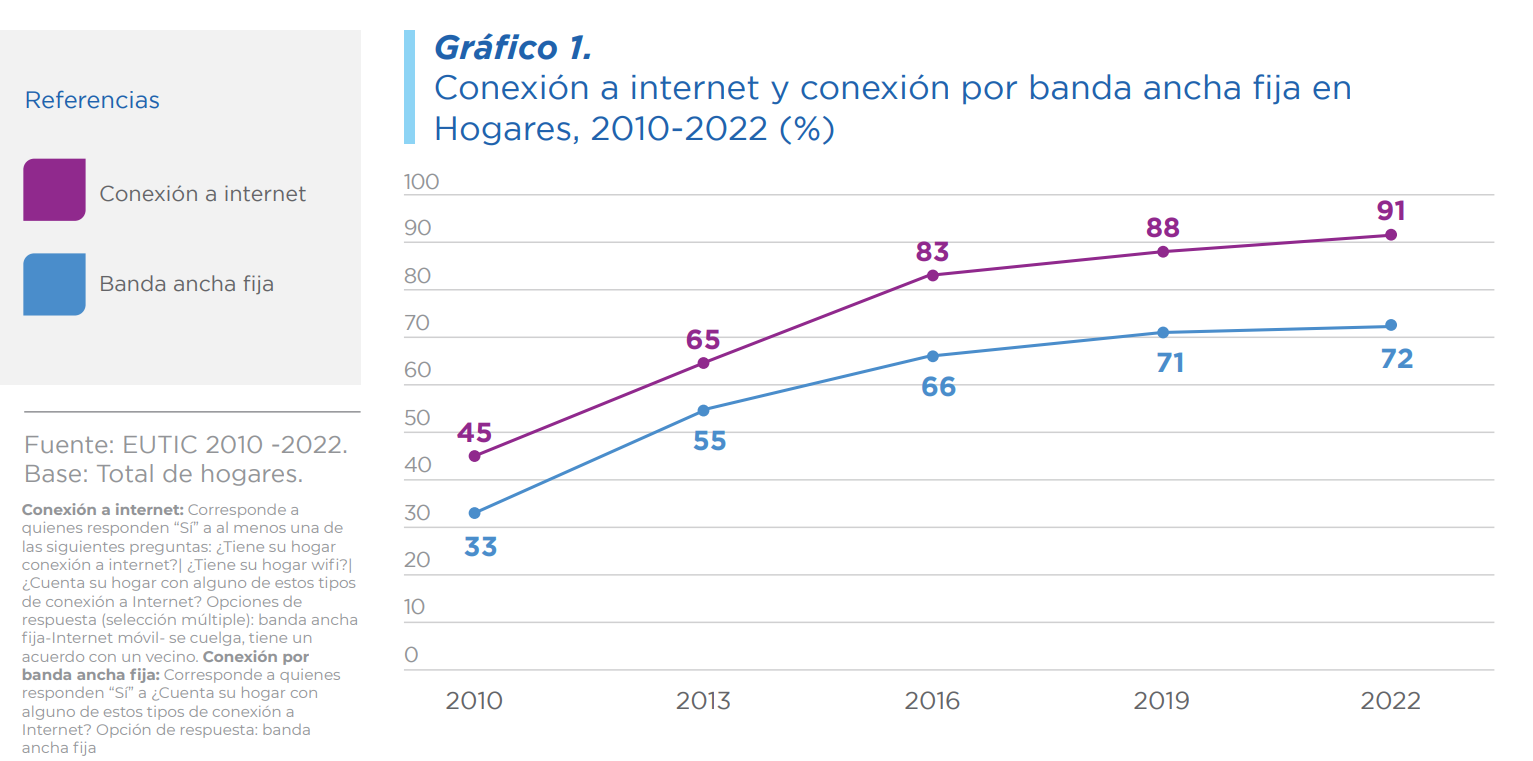 Referencias
Conexión a internet
Banda ancha fija
Fuente: EUTIC 2010 -2022.
Base: Total de hogares.
Conexión a internet: Corresponde a
quienes responden “Sí” a al menos una de
las siguientes preguntas: ¿Tiene su hogar
conexión a internet?| ¿Tiene su hogar wifi?|
¿Cuenta su hogar con alguno de estos tipos
de conexión a Internet? Opciones de
respuesta (selección múltiple): banda ancha
fija-Internet móvil- se cuelga, tiene un
acuerdo con un vecino. Conexión por
banda ancha fija: Corresponde a quienes
responden “Sí” a ¿Cuenta su hogar con
alguno de estos tipos de conexión a
Internet? Opción de respuesta: banda
ancha fija
Gráfico 1.
Conexión a internet y conexión por banda ancha fija en
Hogares, 2010-2022 (%)
100
90
80
70
60
50
40
30
20
10
0
45
65
83
88
91
33
55
66
71
72
2010
2013
2016
2019
2022